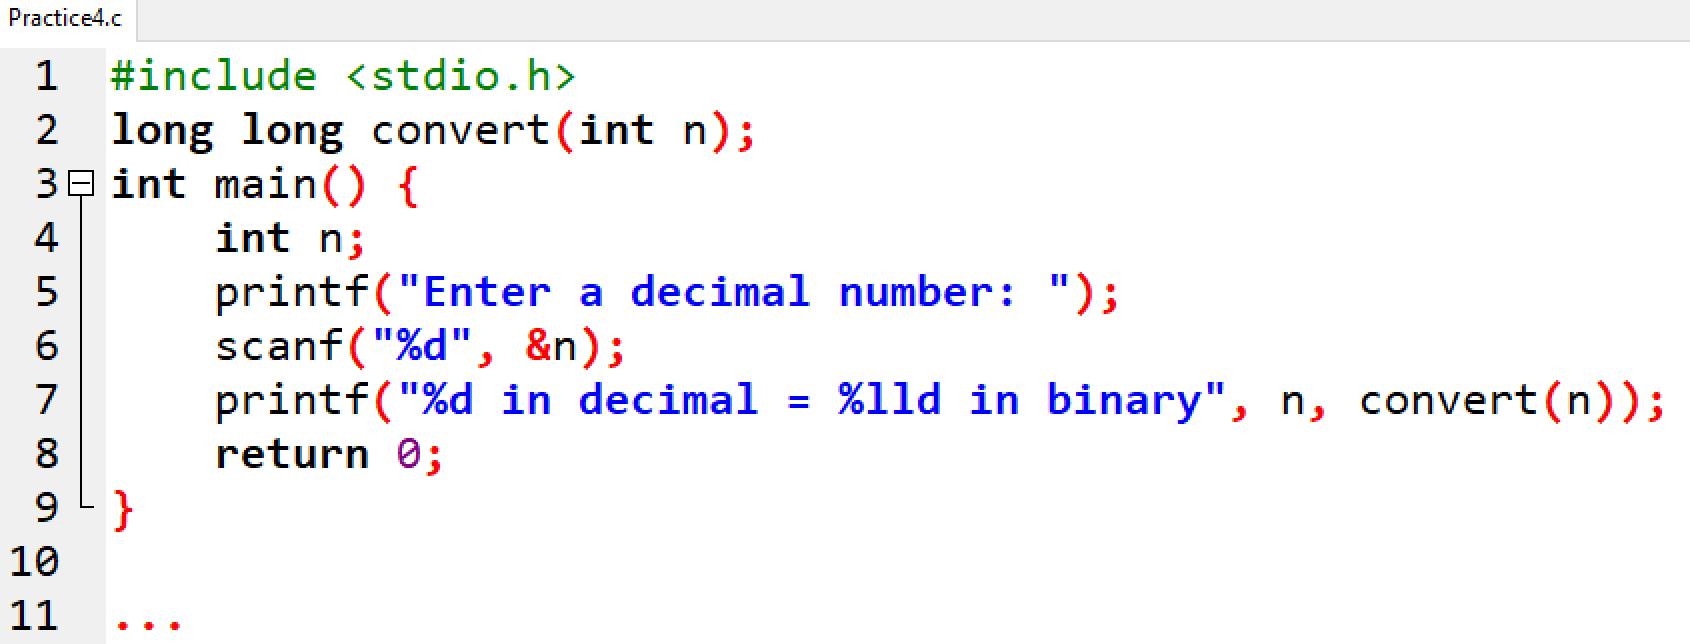 Practice4.c
1 #include <stdio.h>
2 long long convert(int n);
3 int main() {
4 int n;
5 printf("Enter a decimal number: ");
6 scanf("%d", &n);
7 printf("%d in decimal = %lld in binary", n, convert(n));
8 return 0;
9 }
10
11 ...